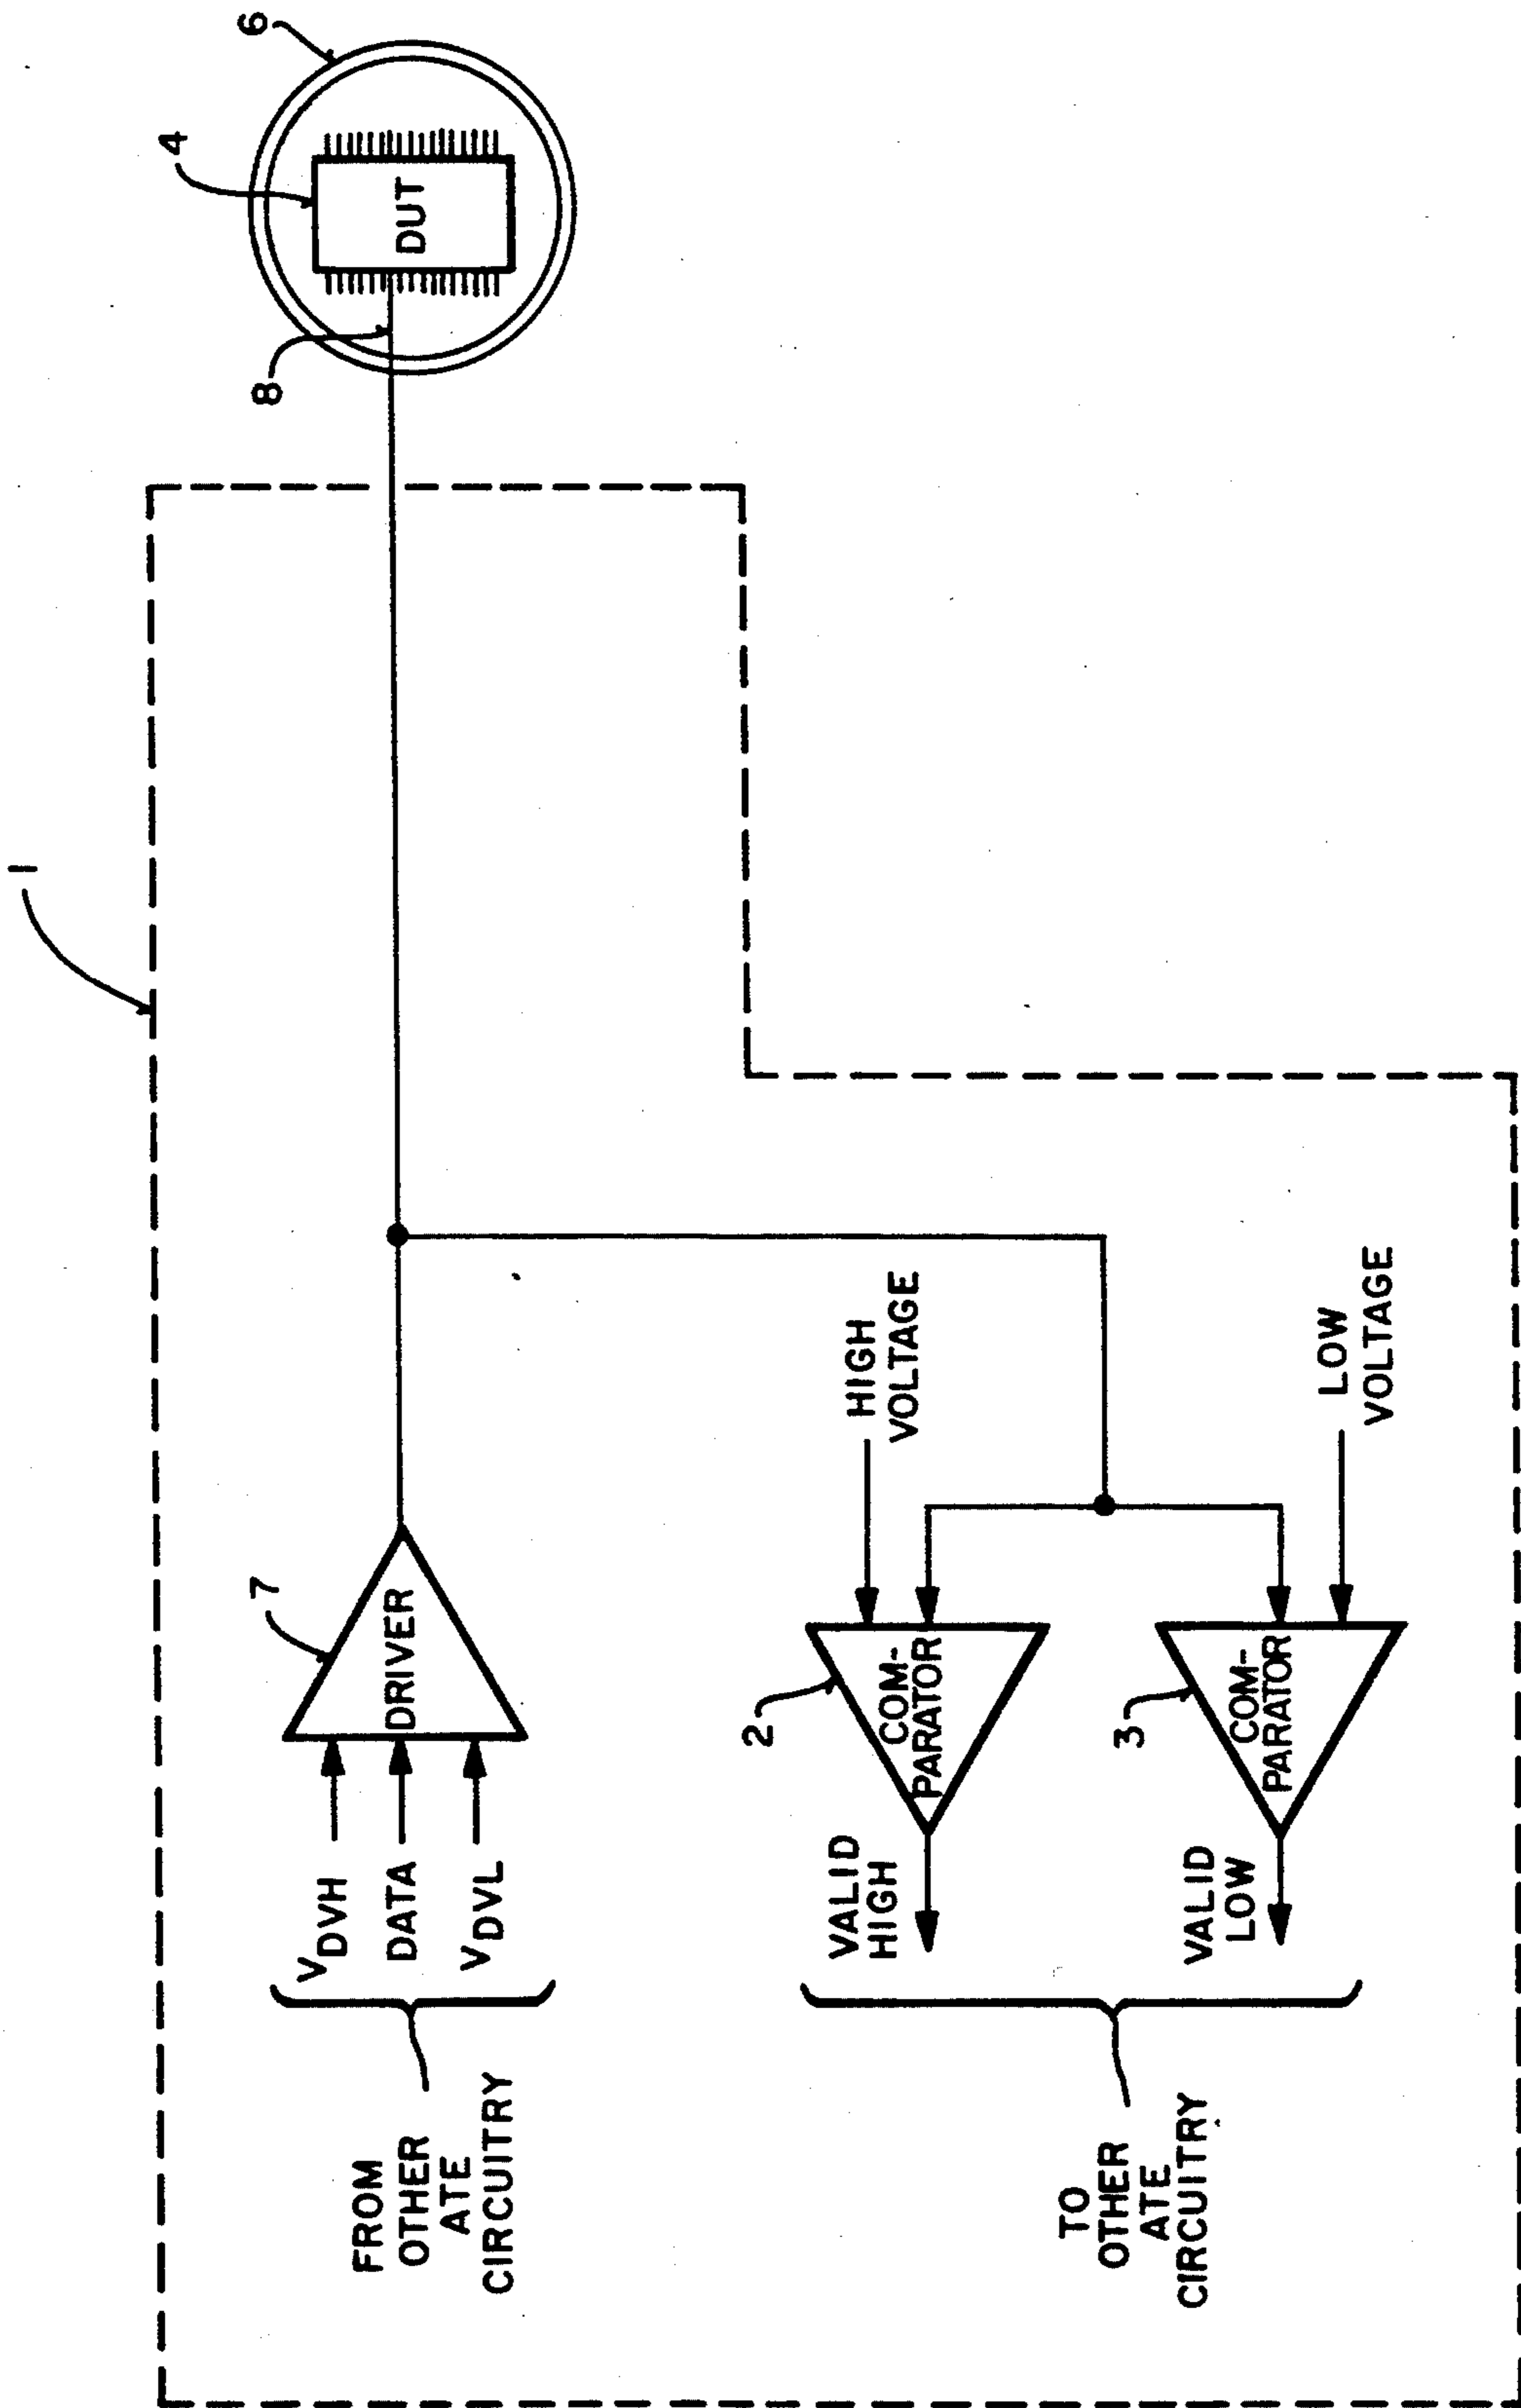 1
6
4
DUT
8
7
DRIVER
VDVH
DATA
VDVL
FROM
OTHER
ATE
CIRCUITRY
HIGH
VOLTAGE
2
COM-
PARATOR
VALID
HIGH
LOW
VOLTAGE
3
COM-
PARATOR
VALID
LOW
TO
OTHER
ATE
CIRCUITRY